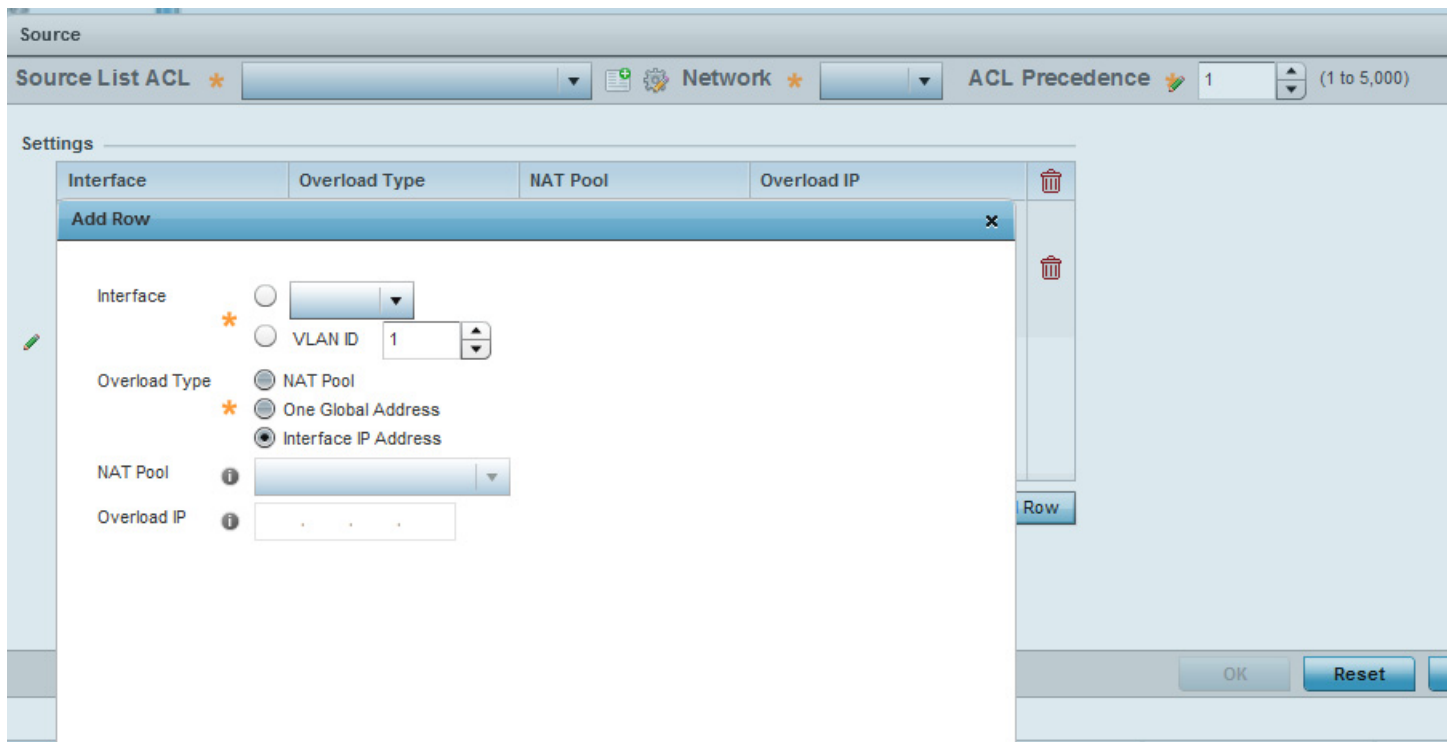 Source
Source List ACL * Network * ACL Precedence 1 (1 to 5,000)
Settings
Interface Overload Type NAT Pool Overload IP
Add Row x
Interface
*
VLAN ID 1
Overload Type NAT Pool
* One Global Address
Interface IP Address
NAT Pool i
Overload IP i . . .
Row
OK Reset